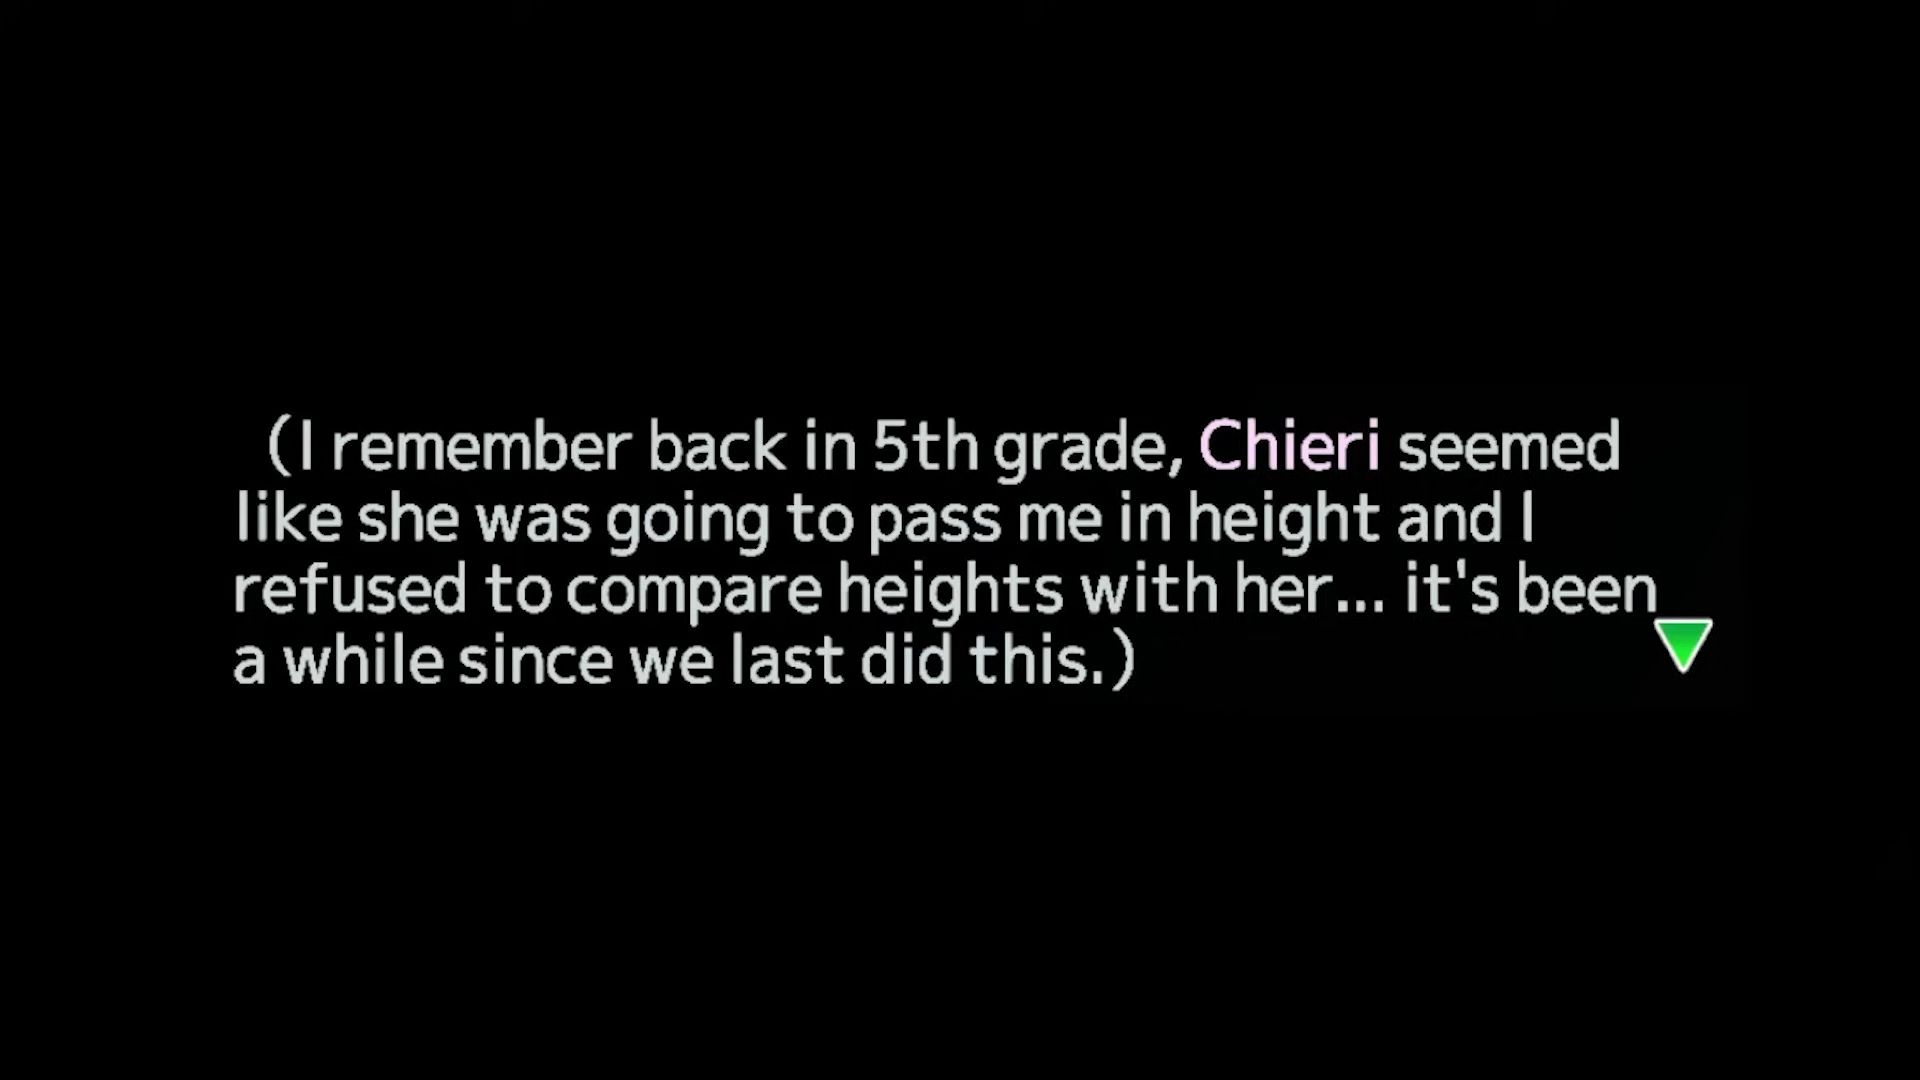 (I remember back in 5th grade, Chieri seemed
like she was going to pass me in height and I
refused to compare heights with her... it's been
a while since we last did this.)